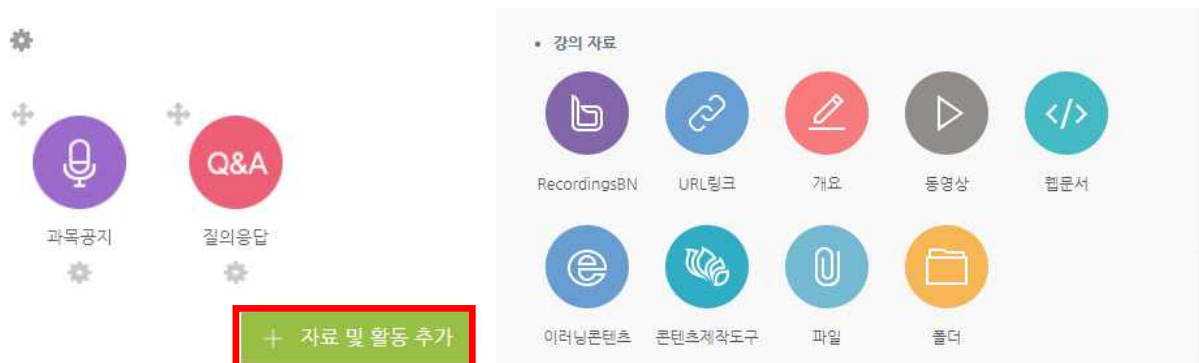 Q&A
과목공지
질의응답
+ 자료 및 활동 추가
• 강의 자료
RecordingsBN
URL링크
개요
동영상
웹문서
이러닝콘텐츠
콘텐츠제작도구
파일
폴더